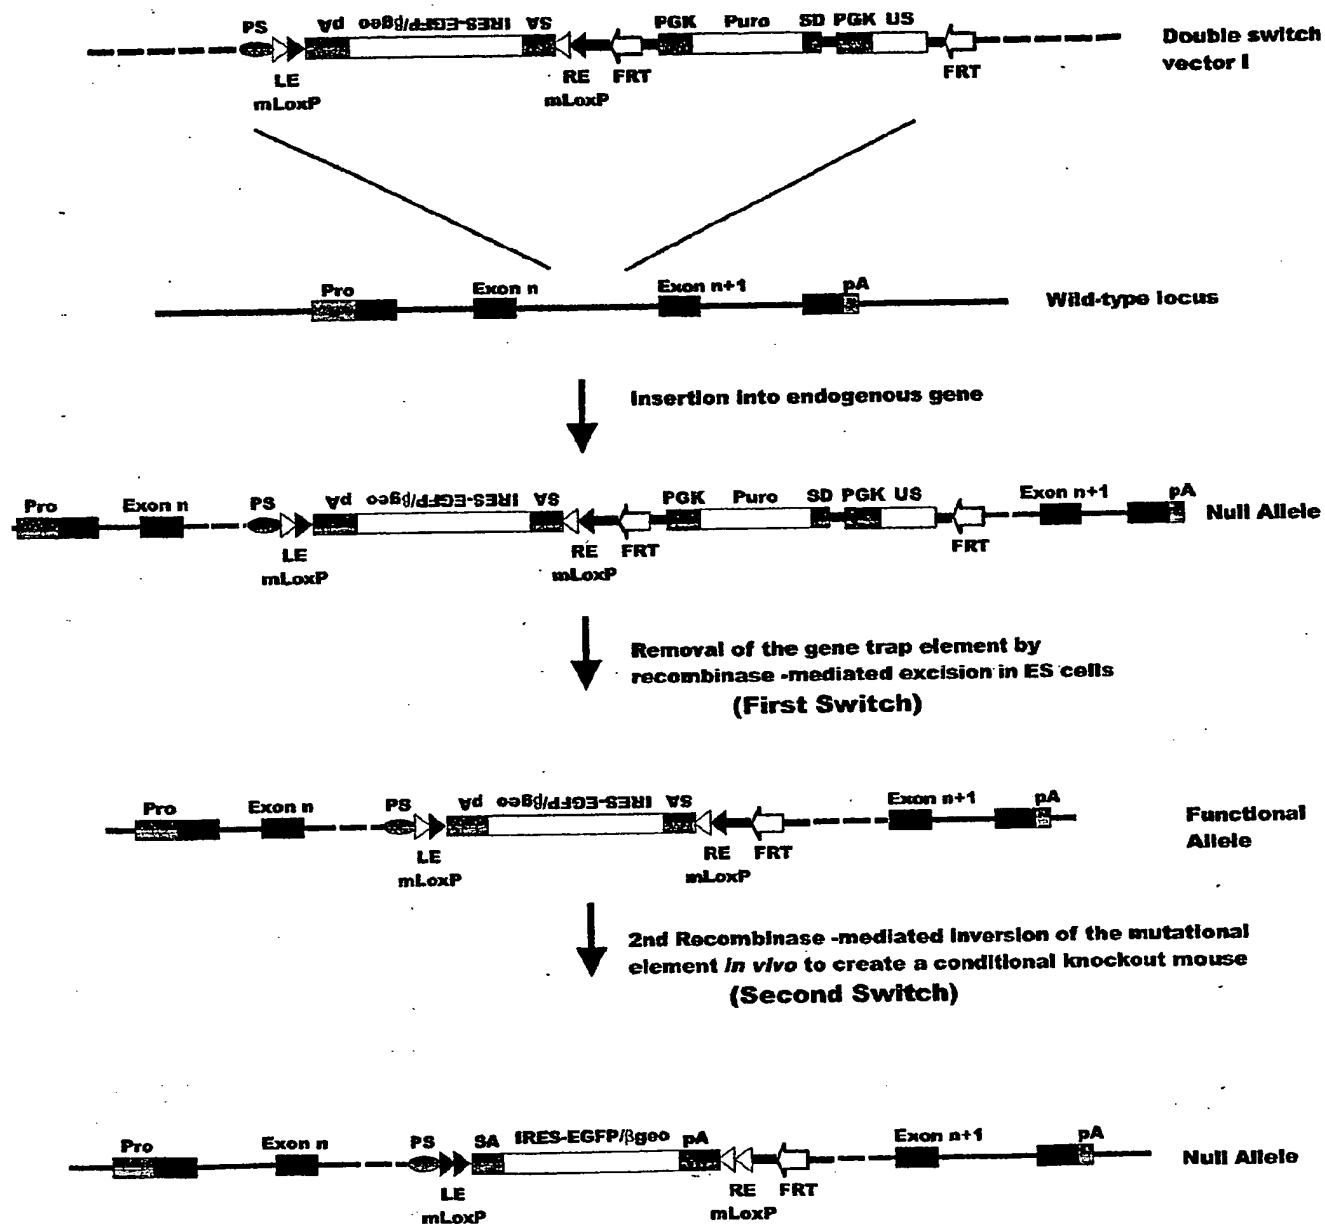 PS pA IRES-EGFP/βgeo SA PGK Puro SD PGK US
LE mLoxP RE mLoxP FRT FRT
Double switch
vector I
Pro Exon n Exon n+1 pA
Wild-type locus
Insertion into endogenous gene
Pro Exon n PS pA IRES-EGFP/βgeo SA PGK Puro SD PGK US Exon n+1 pA
Null Allele
LE mLoxP RE mLoxP FRT FRT
Removal of the gene trap element by
recombinase -mediated excision in ES cells
(First Switch)
Pro Exon n PS pA IRES-EGFP/βgeo SA Exon n+1 pA
Functional
Allele
LE mLoxP RE mLoxP FRT
2nd Recombinase -mediated inversion of the mutational
element in vivo to create a conditional knockout mouse
(Second Switch)
Pro Exon n PS SA IRES-EGFP/βgeo pA Exon n+1 pA
Null Allele
LE mLoxP RE mLoxP FRT